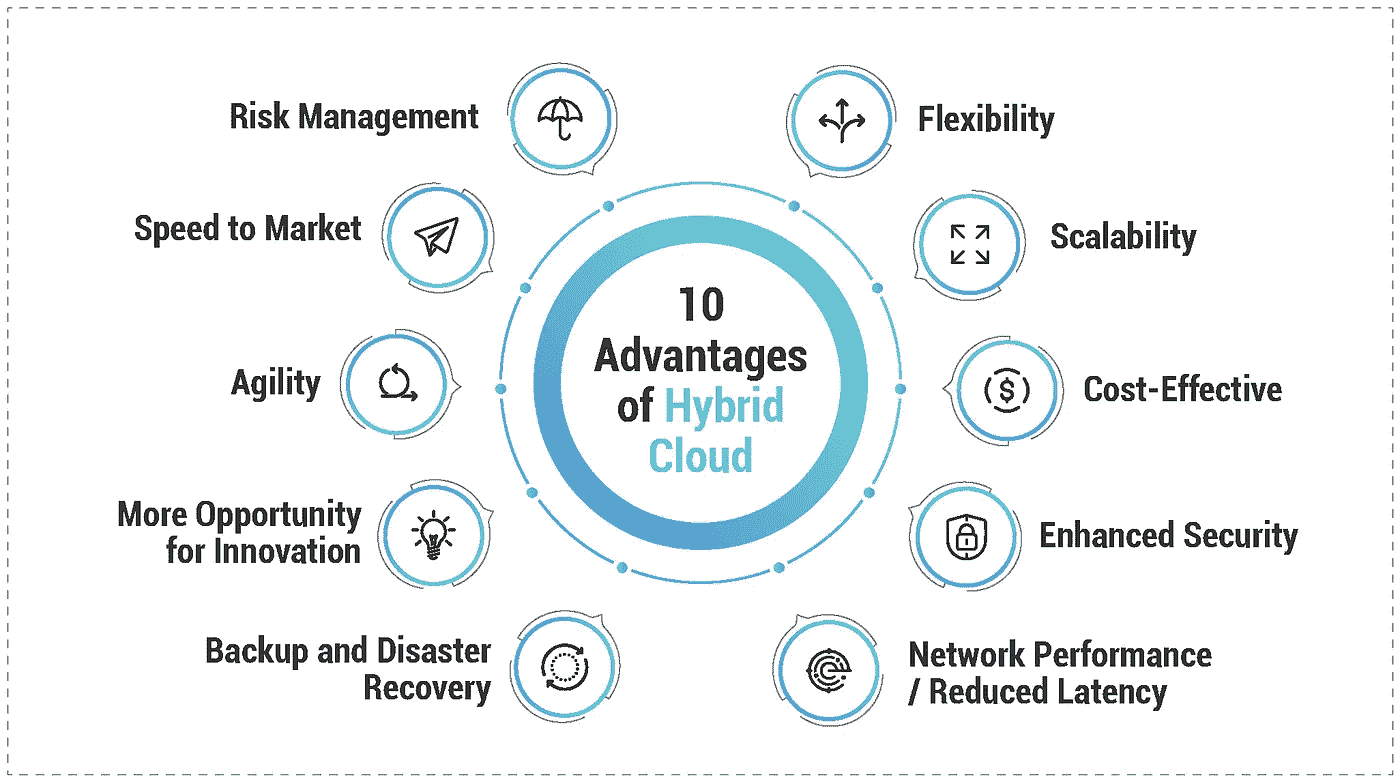 10
Advantages
of Hybrid
Cloud
Risk Management
Speed to Market
Agility
More Opportunity
for Innovation
Backup and Disaster
Recovery
Flexibility
Scalability
Cost-Effective
Enhanced Security
Network Performance
/ Reduced Latency